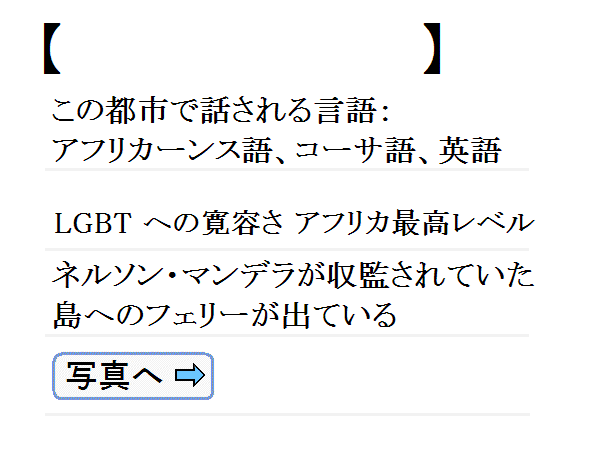 【 】
この都市で話される言語：
アフリカーンス語、コーサ語、英語
LGBT への寛容さ アフリカ最高レベル
ネルソン・マンデラが収監されていた
島へのフェリーが出ている
写真へ ➡